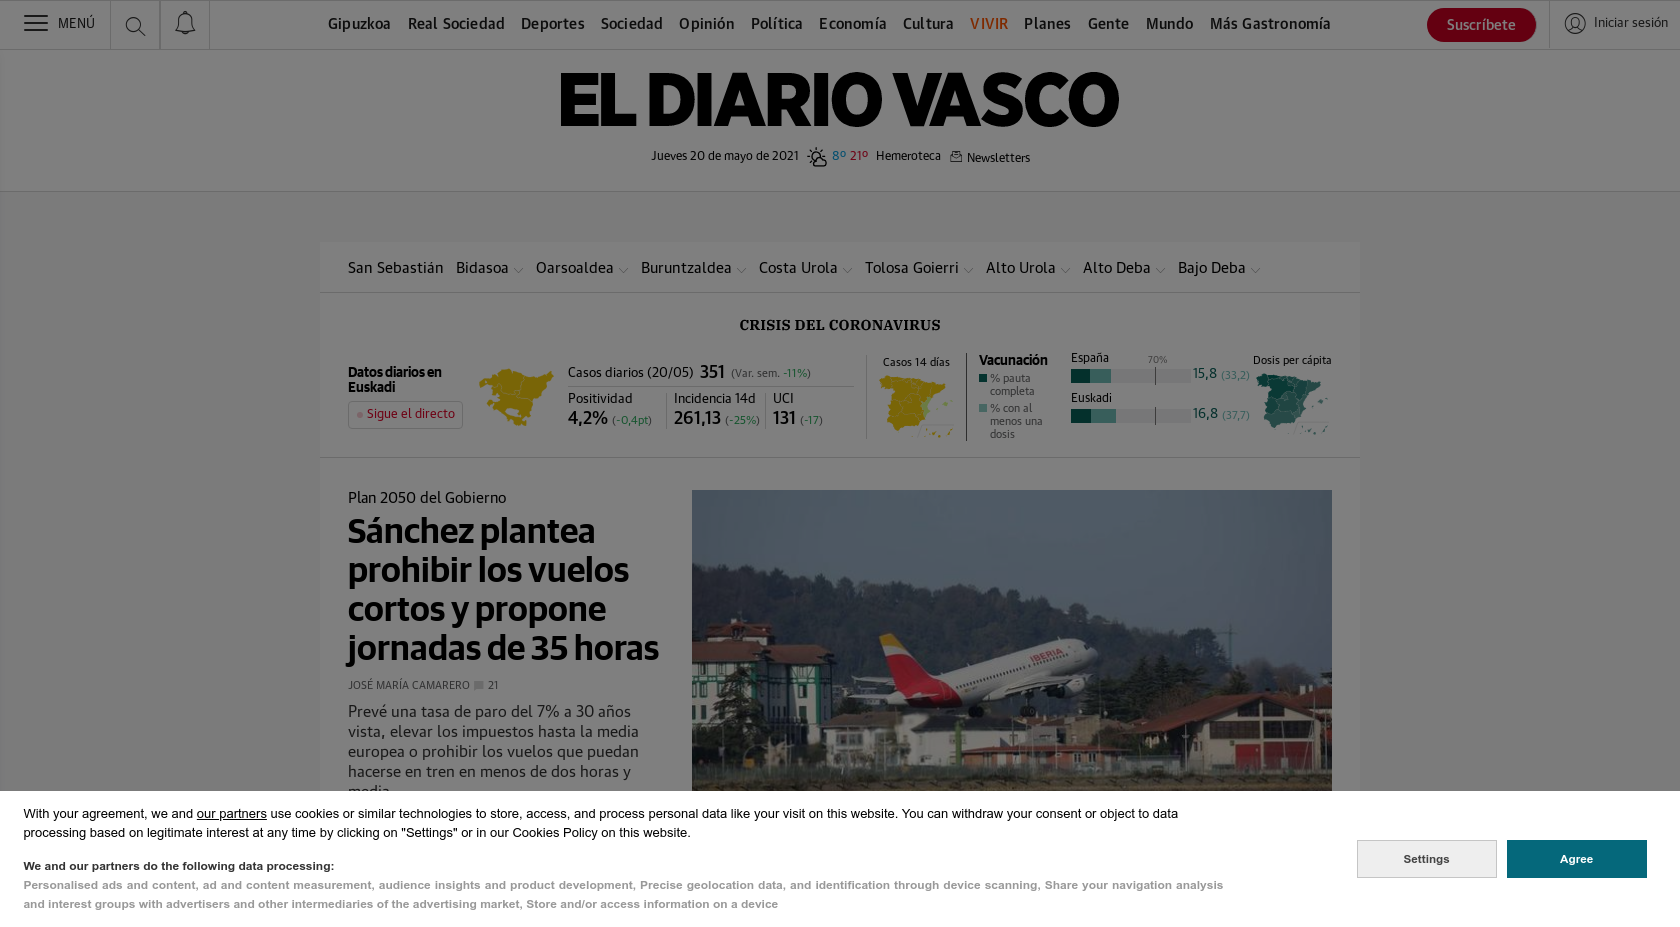 MENÚ
Gipuzkoa Real Sociedad Deportes Sociedad Opinión Política Economía Cultura VIVIR Planes Gente Mundo Más Gastronomía
Suscríbete
Iniciar sesión
EL DIARIO VASCO
Jueves 20 de mayo de 2021 8º 21º Hemeroteca Newsletters
San Sebastián Bidasoa Oarsoaldea Buruntzaldea Costa Urola Tolosa Goierri Alto Urola Alto Deba Bajo Deba
CRISIS DEL CORONAVIRUS
Datos diarios en
Euskadi
Sigue el directo
Casos diarios (20/05) 351 (Var. sem. -11%)
Positividad
4,2% (-0,4pt)
Incidencia 14d
261,13 (-25%)
UCI
131 (-17)
Casos 14 días
Vacunación
% pauta
completa
% con al
menos una
dosis
España
70%
15,8 (33,2)
Euskadi
16,8 (37,7)
Dosis per cápita
Plan 2050 del Gobierno
Sánchez plantea
prohibir los vuelos
cortos y propone
jornadas de 35 horas
JOSÉ MARÍA CAMARERO 21
Prevé una tasa de paro del 7% a 30 años
vista, elevar los impuestos hasta la media
europea o prohibir los vuelos que puedan
hacerse en tren en menos de dos horas y
media
IBERIA
With your agreement, we and our partners use cookies or similar technologies to store, access, and process personal data like your visit on this website. You can withdraw your consent or object to data
processing based on legitimate interest at any time by clicking on "Settings" or in our Cookies Policy on this website.
We and our partners do the following data processing:
Personalised ads and content, ad and content measurement, audience insights and product development, Precise geolocation data, and identification through device scanning, Share your navigation analysis
and interest groups with advertisers and other intermediaries of the advertising market, Store and/or access information on a device
Settings
Agree